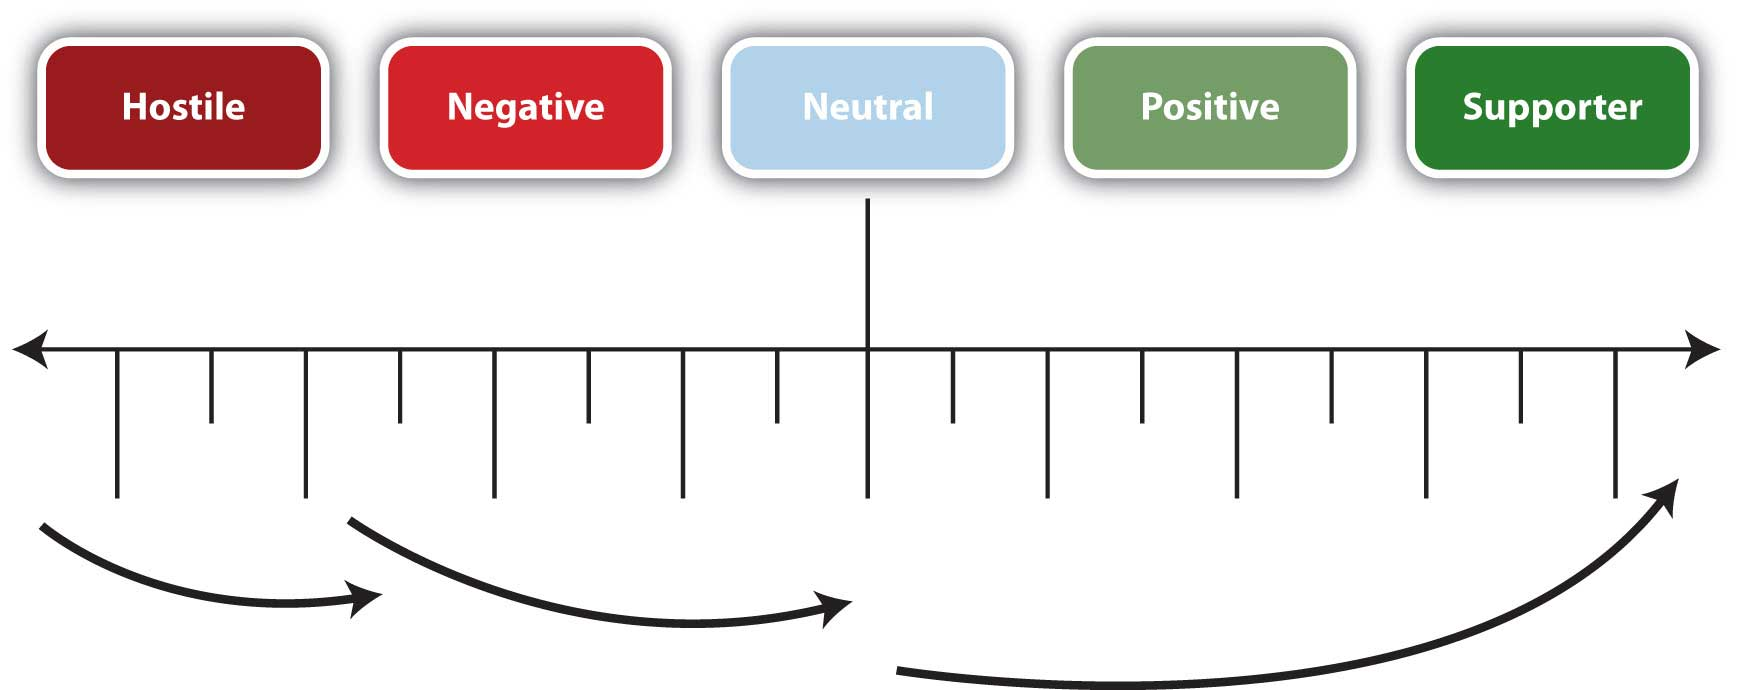 Hostile
Negative
Neutral
Positive
Supporter